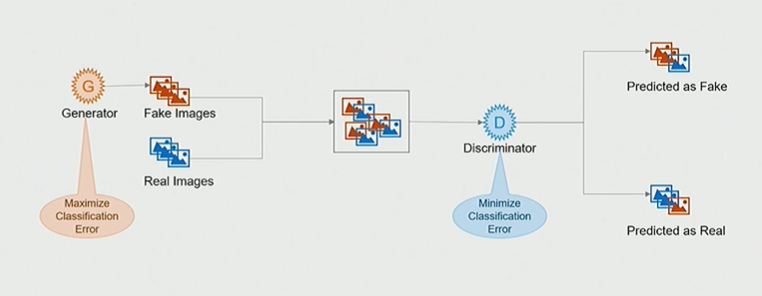 G
Generator
Fake Images
Real Images
Maximize
Classification
Error
D
Discriminator
Minimize
Classification
Error
Predicted as Fake
Predicted as Real